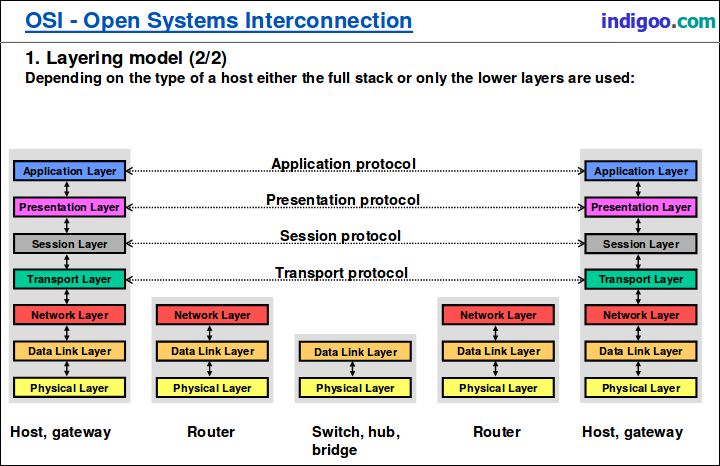 OSI - Open Systems Interconnection
indigoo.com
1. Layering model (2/2)
Depending on the type of a host either the full stack or only the lower layers are used:
Application Layer
Application protocol
Application Layer
Presentation Layer
Presentation protocol
Presentation Layer
Session Layer
Session protocol
Session Layer
Transport Layer
Transport protocol
Transport Layer
Network Layer
Network Layer
Network Layer
Network Layer
Data Link Layer
Data Link Layer
Data Link Layer
Data Link Layer
Data Link Layer
Physical Layer
Physical Layer
Physical Layer
Physical Layer
Physical Layer
Host, gateway
Router
Switch, hub,
bridge
Router
Host, gateway